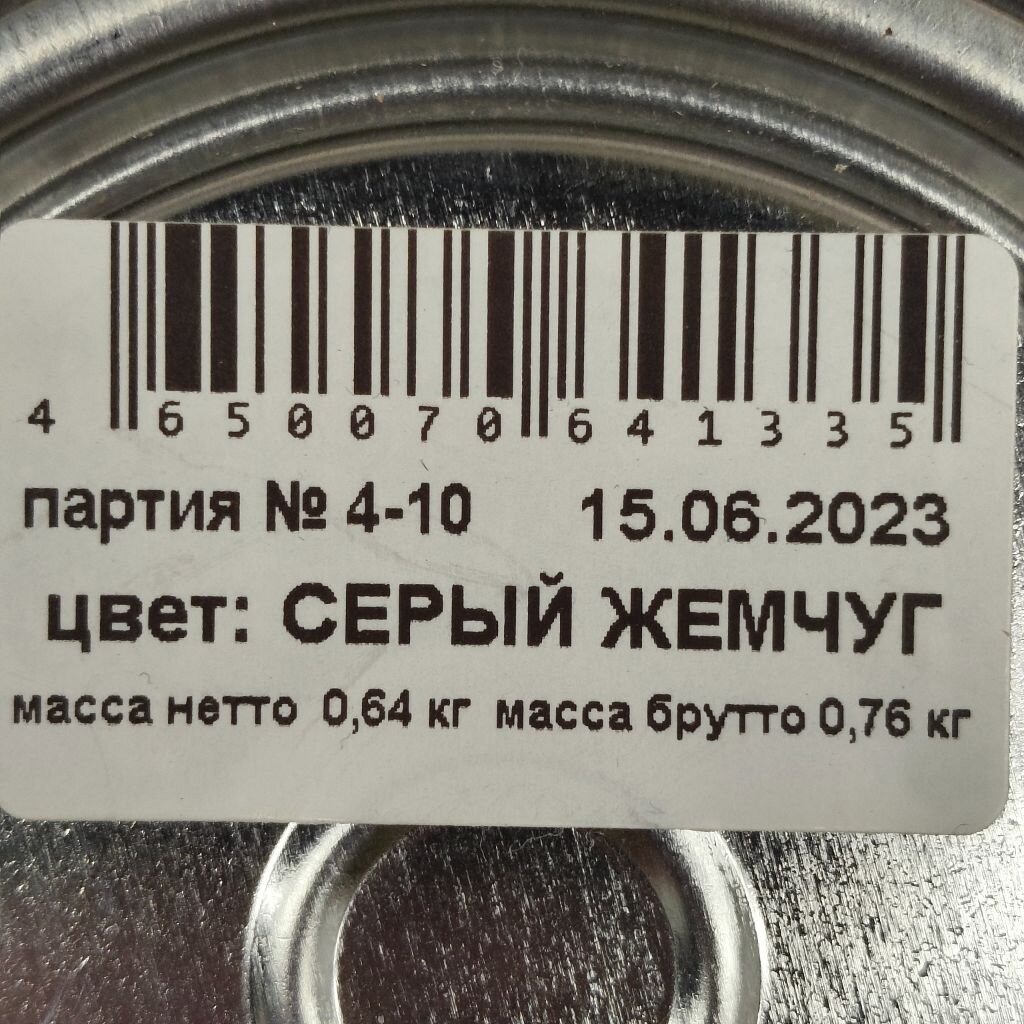 4 650070 641335
партия № 4-10 15.06.2023
цвет: СЕРЫЙ ЖЕМЧУГ
масса нетто 0,64 кг масса брутто 0,76 кг